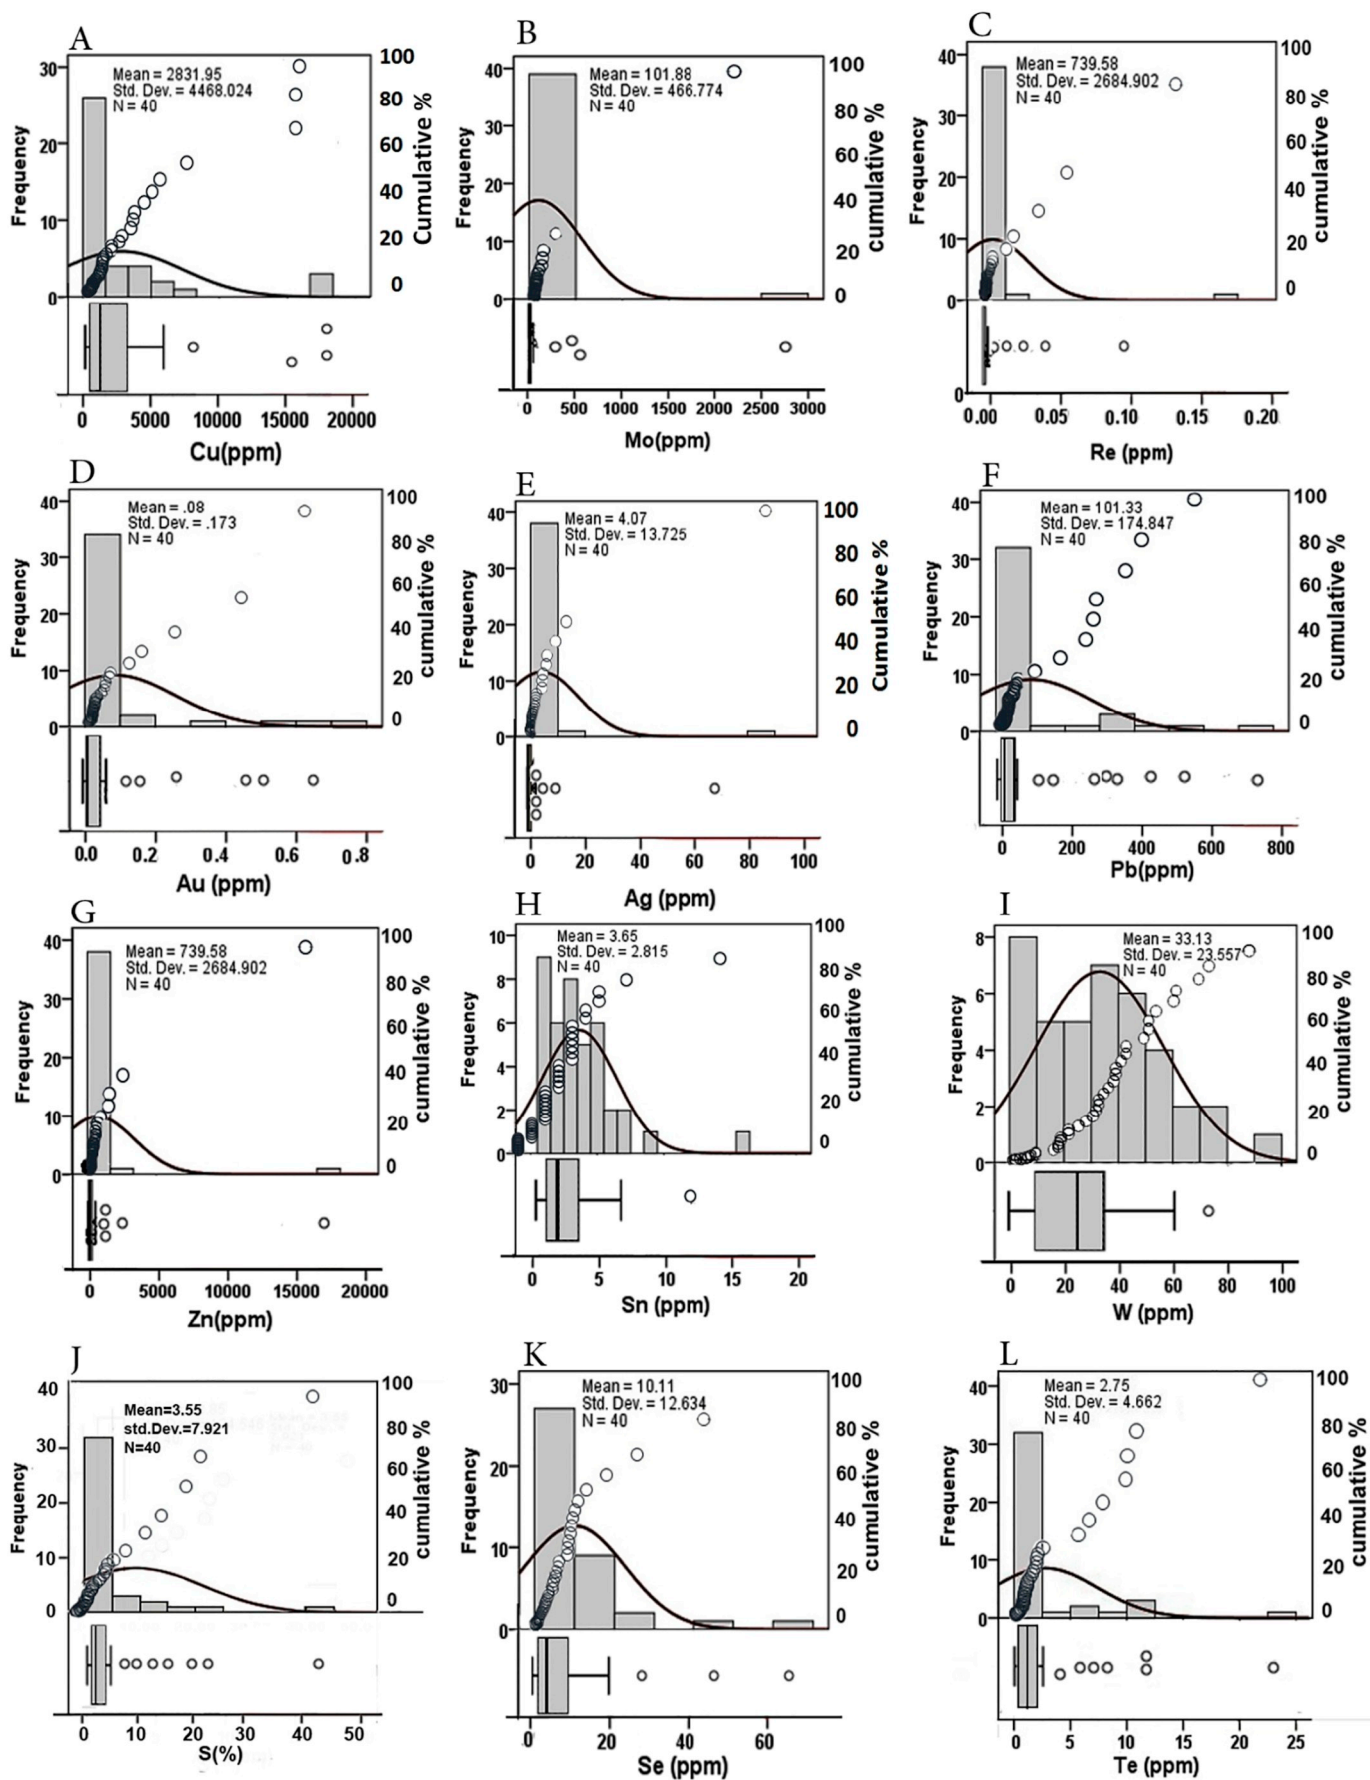 A
Mean = 2831.95
Std. Dev. = 4468.024
N = 40
Frequency
30
20
10
0
100
80
60
40
20
0
Cumulative %
0 5000 10000 15000 20000
Cu(ppm)
B
Mean = 101.88
Std. Dev. = 466.774
N = 40
Frequency
40
30
20
10
0
100
80
60
40
20
0
cumulative %
0 500 1000 1500 2000 2500 3000
Mo(ppm)
C
Mean = 739.58
Std. Dev. = 2684.902
N = 40
Frequency
40
30
20
10
0
0
100
80
60
40
20
0
cumulative %
0.00 0.05 0.10 0.15 0.20
Re (ppm)
D
Mean = .08
Std. Dev. = .173
N = 40
Frequency
40
30
20
10
0
100
80
60
40
20
0
cumulative %
0.0 0.2 0.4 0.6 0.8
Au (ppm)
E
Mean = 4.07
Std. Dev. = 13.725
N = 40
Frequency
40
30
20
10
0
100
80
60
40
20
0
Cumulative %
0 20 40 60 80 100
Ag (ppm)
F
Mean = 101.33
Std. Dev. = 174.847
N = 40
Frequency
40
30
20
10
0
100
80
60
40
20
0
cumulative %
0 200 400 600 800
Pb(ppm)
G
Mean = 739.58
Std. Dev. = 2684.902
N = 40
Frequency
40
30
20
10
0
100
80
60
40
20
0
cumulative %
0 5000 10000 15000 20000
Zn(ppm)
H
Mean = 3.65
Std. Dev. = 2.815
N = 40
Frequency
10
8
6
4
2
0
100
80
60
40
20
0
cumulative %
0 5 10 15 20
Sn (ppm)
I
Mean = 33.13
Std. Dev. = 23.557
N = 40
Frequency
8
6
4
2
0
100
80
60
40
20
0
cumulative %
0 20 40 60 80 100
W (ppm)
J
Mean=3.55
std.Dev.=7.921
N=40
Frequency
40
30
20
10
0
100
80
60
40
20
0
cumulative %
0 10 20 30 40 50
S(%)
K
Mean = 10.11
Std. Dev. = 12.634
N = 40
Frequency
30
20
10
0
100
80
60
40
20
0
cumulative %
0 20 40 60
Se (ppm)
L
Mean = 2.75
Std. Dev. = 4.662
N = 40
Frequency
40
30
20
10
0
100
80
60
40
20
0
cumulative %
0 5 10 15 20 25
Te (ppm)